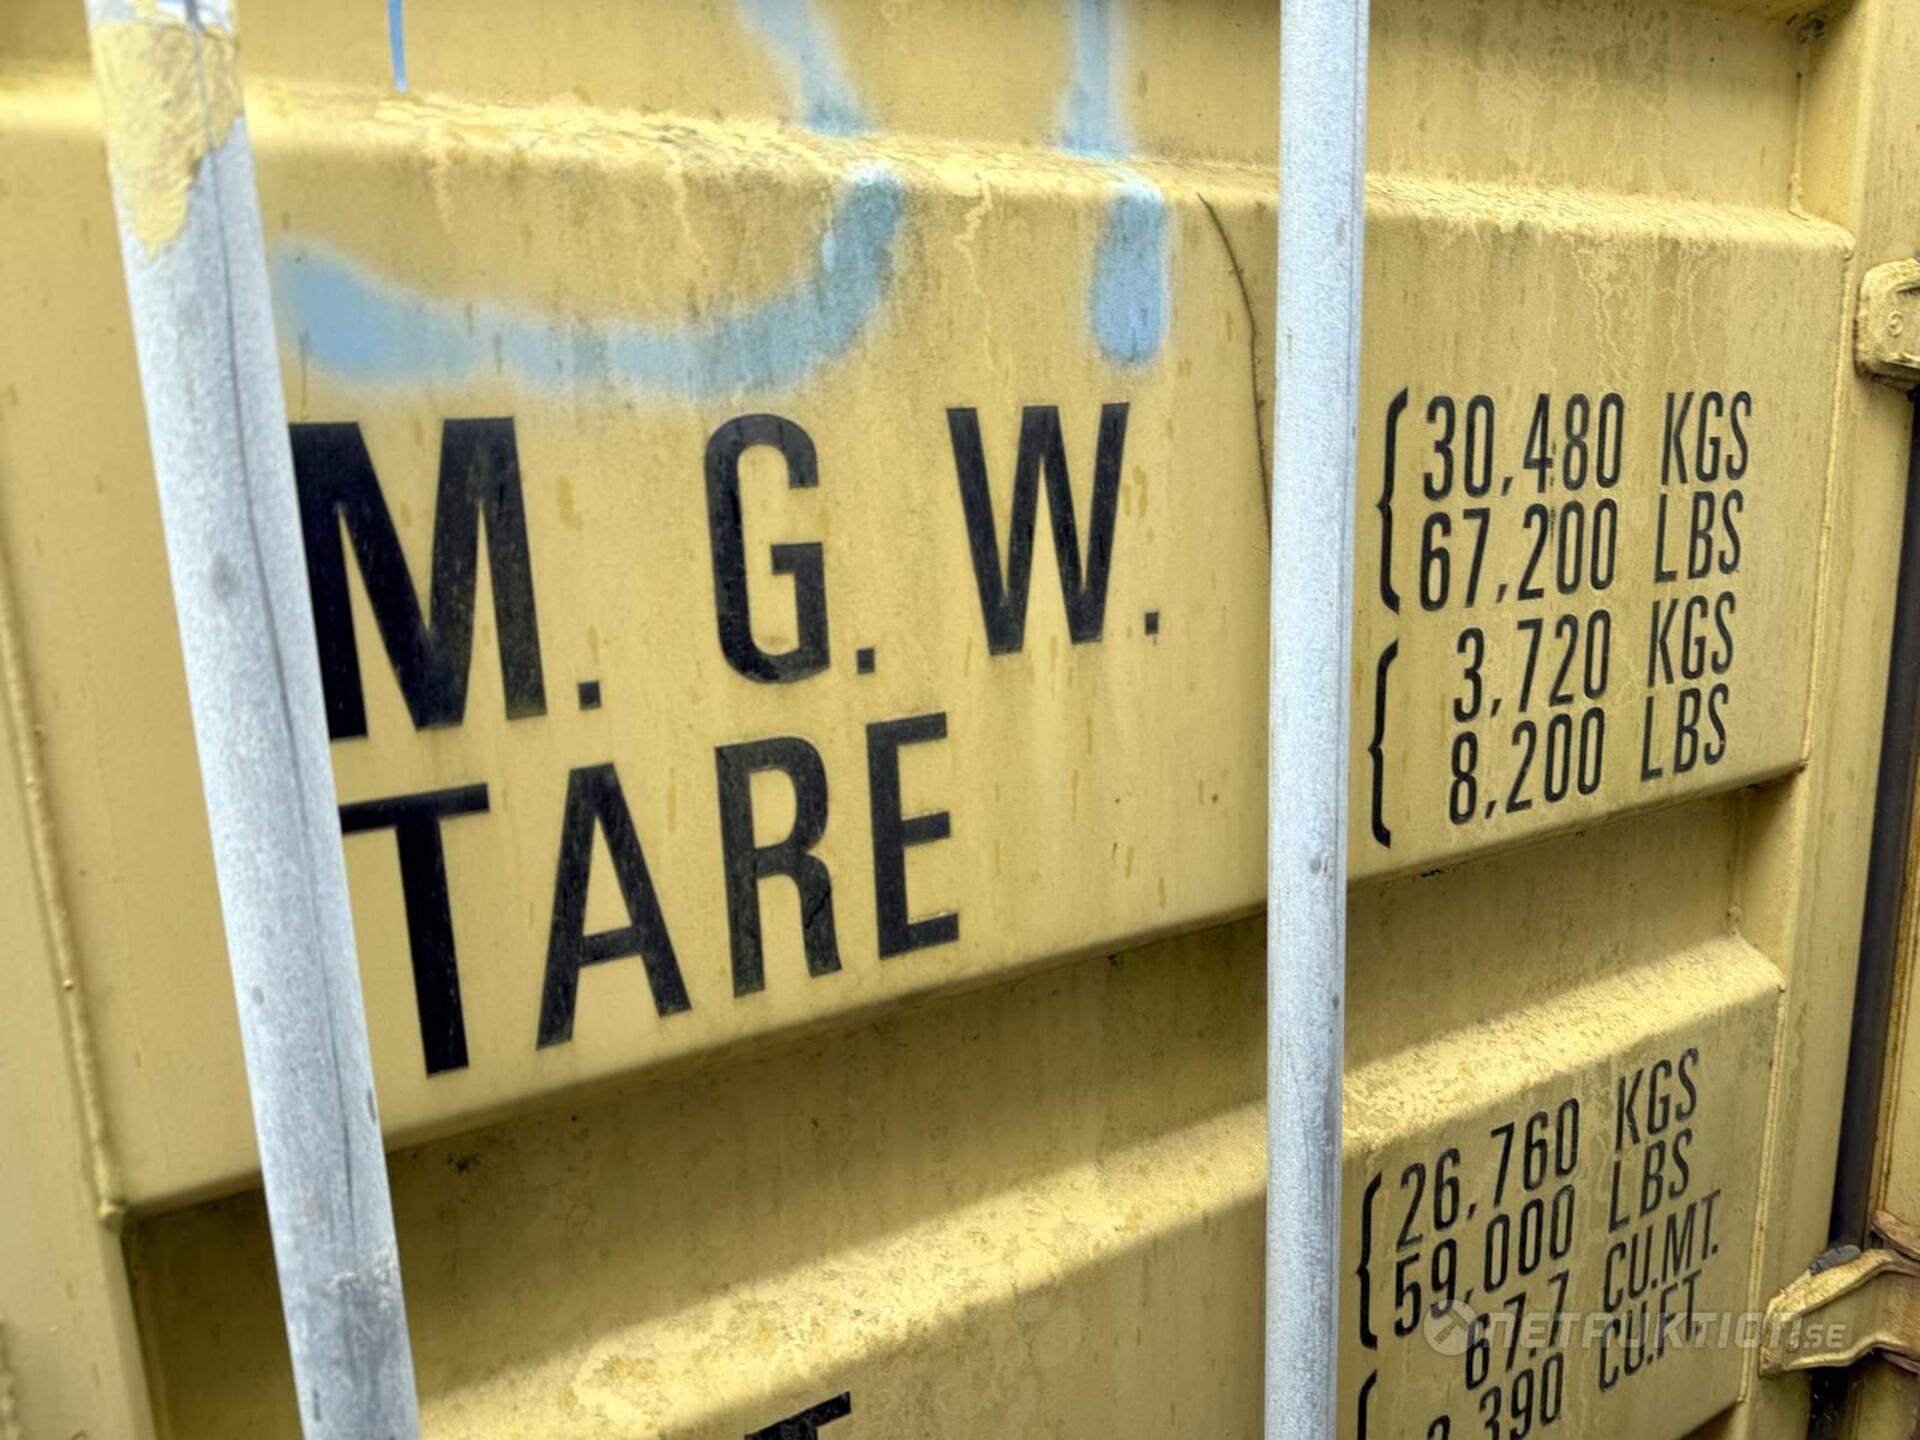 M. G. W.
30,480 KGS
67,200 LBS
TARE
3,720 KGS
8,200 LBS
26,760 KGS
59,000 LBS
67.7 CU.MT.
390 CU.FT
NETAUKTION.SE